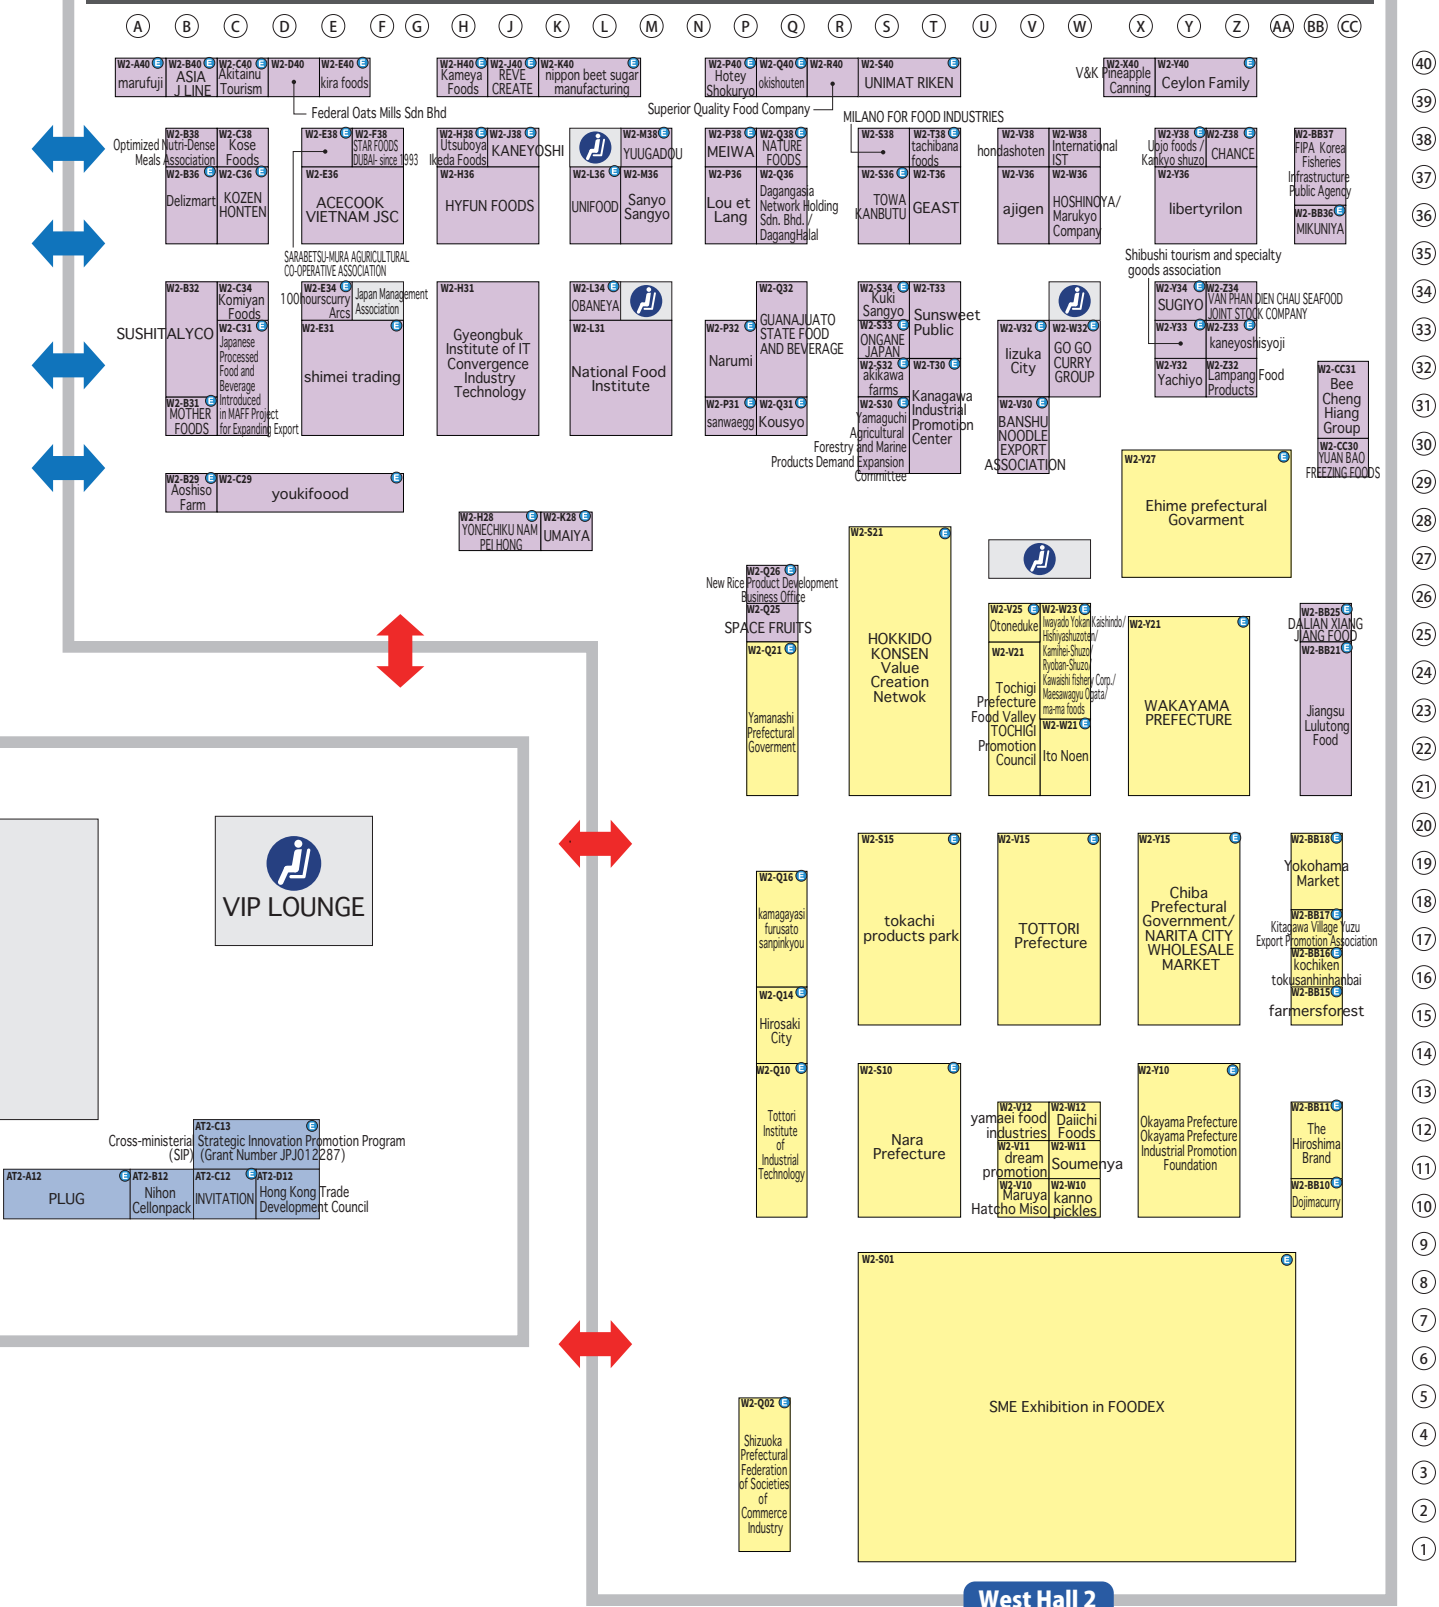 A B C D E F G H J K L M N P Q R S T U V W X Y Z AA BB CC
40
W2-A40 E
marufuji
W2-B40 E
ASIA
J LINE
W2-C40 E
Akitainu
Tourism
W2-D40
W2-E40 E
kira foods
Federal Oats Mills Sdn Bhd
W2-H40 E
Kameya
Foods
W2-J40 E
REVE
CREATE
W2-K40 E
nippon beet sugar
manufacturing
W2-P40 E
Hotey
Shokuryo
W2-Q40 E
okishouten
W2-R40
Superior Quality Food Company
W2-S40 E
UNIMAT RIKEN
W2-X40
V&K Pineapple
Canning
W2-Y40 E
Ceylon Family
39
MILANO FOR FOOD INDUSTRIES
38
W2-B38
Optimized Nutri-Dense
Meals Association
W2-C38
Kose
Foods
W2-E38 E
W2-F38
STAR FOODS
DUBAI- since 1993
W2-H38 E
Utsuboya
Ikeda Foods
W2-J38 E
KANEYOSHI
W2-M38 E
YUUGADOU
W2-P38 E
MEIWA
W2-Q38 E
NATURE
FOODS
W2-S38
W2-T38 E
tachibana
foods
W2-V38
hondashoten
W2-W38
International
IST
W2-Y38 E
Uojo foods /
Kankyo shuzo
W2-Z38 E
CHANCE
W2-BB37
FIPA Korea
Fisheries
Infrastructure
Public Agency
37
W2-B36 E
Delizmart
W2-C36 E
KOZEN
HONTEN
W2-E36
ACECOOK
VIETNAM JSC
W2-H36
HYFUN FOODS
W2-L36 E
UNIFOOD
W2-M36
Sanyo
Sangyo
W2-P36
Lou et
Lang
W2-Q36
Dagangasia
Network Holding
Sdn. Bhd. /
DagangHalal
W2-S36 E
TOWA
KANBUTU
W2-T36
GEAST
W2-V36
ajigen
W2-W36
HOSHINOYA/
Marukyo
Company
W2-Y36
libertyrilon
36
W2-BB36 E
MIKUNIYA
35
SARABETSU-MURA AGURICULTURAL
CO-OPERATIVE ASSOCIATION
Shibushi tourism and specialty
goods association
34
W2-B32
SUSHITALYCO
W2-C34
Komiyan
Foods
W2-E34 E
100hourscurry
Arcs
E
Japan Management
Association
W2-H31
Gyeongbuk
Institute of IT
Convergence
Industry
Technology
W2-L34 E
OBANEYA
W2-Q32
GUANAJUATO
STATE FOOD
AND BEVERAGE
W2-S34 E
Kuki
Sangyo
W2-T33
Sunsweet
Public
W2-Y34 E
SUGIYO
W2-Z34
VAN PHAN DIEN CHAU SEAFOOD
JOINT STOCK COMPANY
33
W2-C31 E
Japanese
Processed
Food and
Beverage
Introduced
in MAFF Project
for Expanding Export
W2-E31 E
shimei trading
W2-L31
National Food
Institute
W2-P32 E
Narumi
W2-S33 E
ONGANE
JAPAN
W2-V32 E
Iizuka
City
W2-W32 E
GO GO
CURRY
GROUP
W2-Y33 E
W2-Z33 E
kaneyoshisyoji
32
W2-S32 E
akikawa
farms
W2-T30 E
Kanagawa
Industrial
Promotion
Center
W2-Y32
Yachiyo
W2-Z32
Lampang Food
Products
W2-CC31
Bee
Cheng
Hiang
Group
31
W2-B31 E
MOTHER
FOODS
W2-P31 E
sanwaegg
W2-Q31 E
Kousyo
W2-S30 E
Yamaguchi
Agricultural
Forestry and Marine
Products Demand Expansion
Committee
W2-V30 E
BANSHU
NOODLE
EXPORT
ASSOCIATION
30
W2-CC30
YUAN BAO
FREEZING FOODS
29
W2-B29 E
Aoshiso
Farm
W2-C29 E
youkifoood
W2-Y27 E
Ehime prefectural
Govarment
28
W2-H28 E
YONECHIKU NAM
PEI HONG
W2-K28 E
UMAIYA
27
W2-S21 E
HOKKIDO
KONSEN
Value
Creation
Netwok
W2-Q26 E
New Rice Product Development
Business Office
26
W2-Q25
SPACE FRUITS
W2-V25 E
Otoneduke
W2-W23 E
Iwayado Yokan Kaishindo/
Hishiyashuzoten/
Kamihei-Shuzo/
Ryoban-Shuzo/
Kawaishi fishery Corp./
Maesawagyu Ogata/
ma-ma foods
W2-Y21 E
WAKAYAMA
PREFECTURE
W2-BB25 E
DALIAN XIANG
JIANG FOOD
25
W2-Q21 E
Yamanashi
Prefectural
Goverment
W2-V21
Tochigi
Prefecture
Food Valley
TOCHIGI
Promotion
Council
W2-BB21 E
Jiangsu
Lulutong
Food
24
23
W2-W21 E
Ito Noen
22
21
20
VIP LOUNGE
W2-S15 E
tokachi
products park
W2-V15 E
TOTTORI
Prefecture
W2-Y15 E
Chiba
Prefectural
Government/
NARITA CITY
WHOLESALE
MARKET
W2-BB18 E
Yokohama
Market
19
W2-Q16 E
kamagayasi
furusato
sanpinkyou
18
W2-BB17 E
Kitagawa Village Yuzu
Export Promotion Association
17
W2-BB16 E
kochiken
tokusanhinhanbai
16
W2-Q14 E
Hirosaki
City
W2-BB15 E
farmersforest
15
14
W2-Q10 E
Tottori
Institute
of
Industrial
Technology
W2-S10 E
Nara
Prefecture
W2-Y10 E
Okayama Prefecture
Okayama Prefecture
Industrial Promotion
Foundation
13
AT2-C13 E
Cross-ministerial Strategic Innovation Promotion Program
(SIP) (Grant Number JPJ012287)
W2-V12
yamaei food
industries
W2-W12
Daiichi
Foods
W2-BB11 E
The
Hiroshima
Brand
12
W2-V11
dream
promotion
W2-W11
Soumenya
11
AT2-A12 E
PLUG
AT2-B12
Nihon
Cellonpack
AT2-C12 E
INVITATION
AT2-D12
Hong Kong Trade
Development Council
W2-V10
Maruya
Hatcho Miso
W2-W10
kanno
pickles
W2-BB10 E
Dojimacurry
10
9
W2-S01 E
SME Exhibition in FOODEX
8
7
6
5
W2-Q02 E
Shizuoka
Prefectural
Federation
of Societies
of
Commerce
Industry
4
3
2
1
West Hall 2